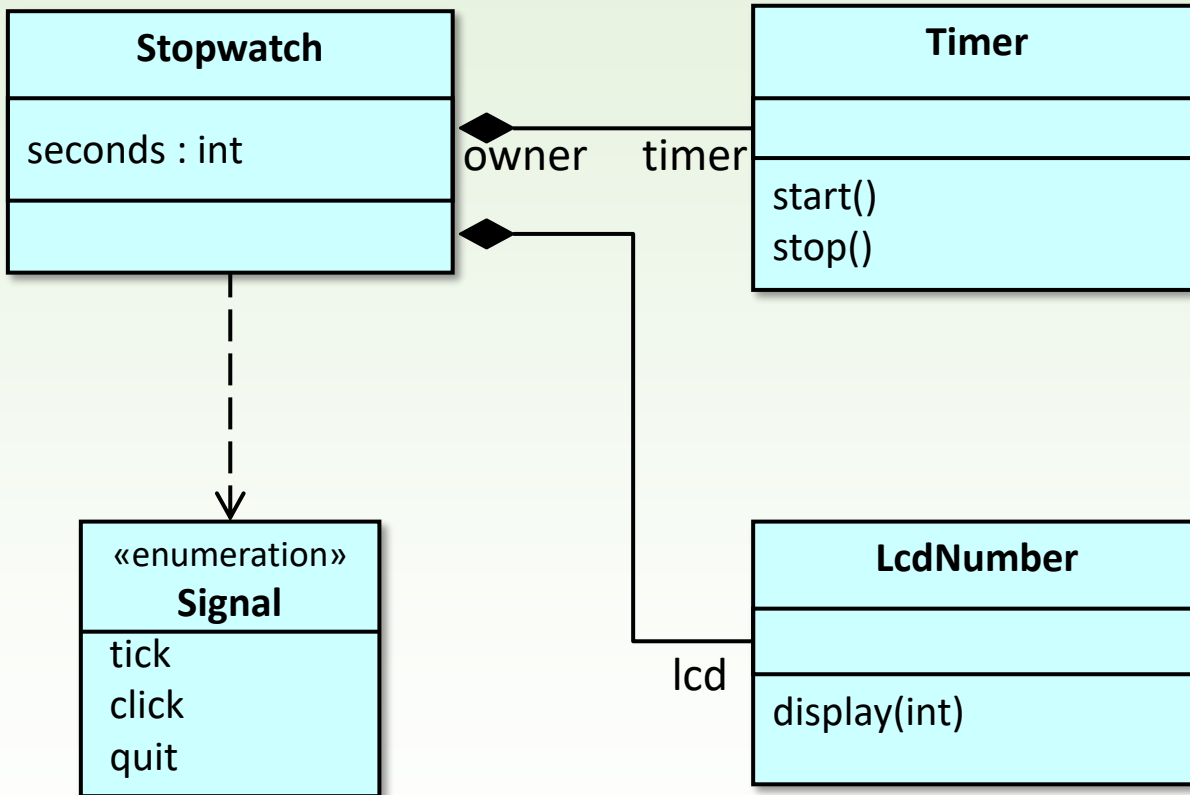 Stopwatch
seconds : int
owner
timer
Timer
start()
stop()
«enumeration»
Signal
tick
click
quit
lcd
LcdNumber
display(int)